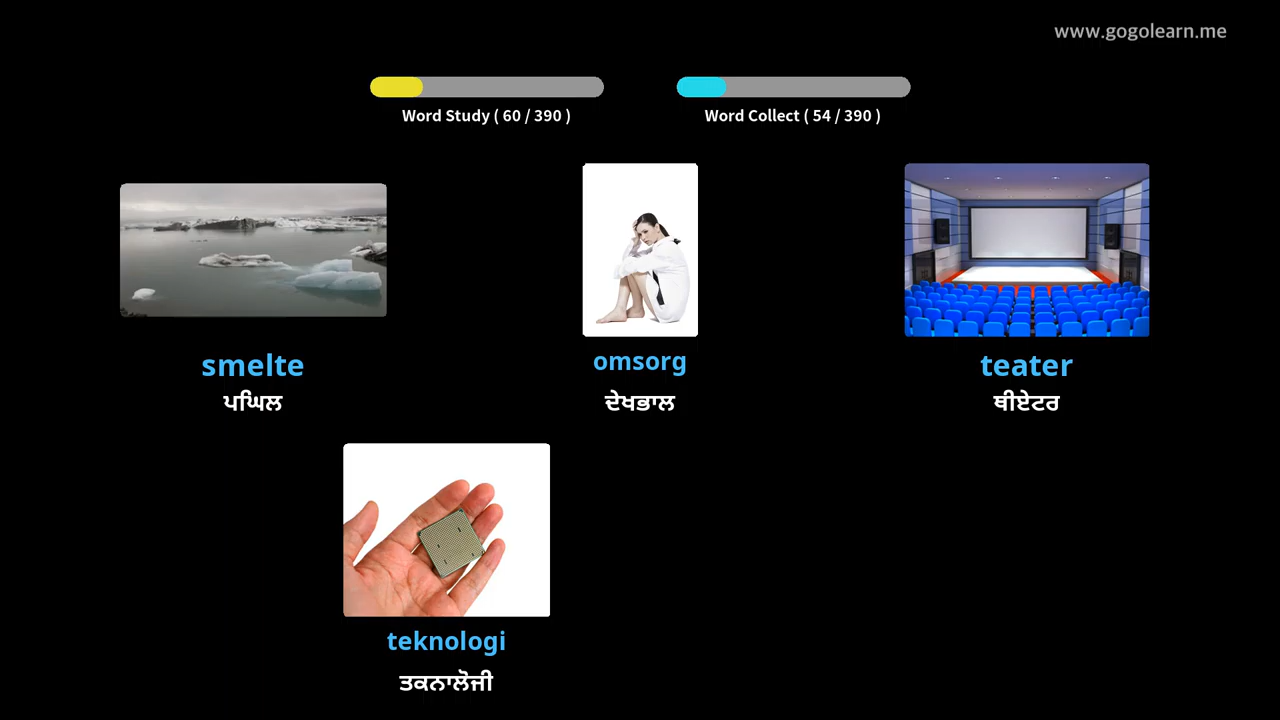 www.gogolearn.me
Word Study ( 60 / 390 )
Word Collect ( 54 / 390 )
smelte
omsorg
teater
ਪਘਿਲ
ਦੇਖਭਾਲ
ਥੀਏਟਰ
teknologi
ਤਕਨਾਲੋਜੀ